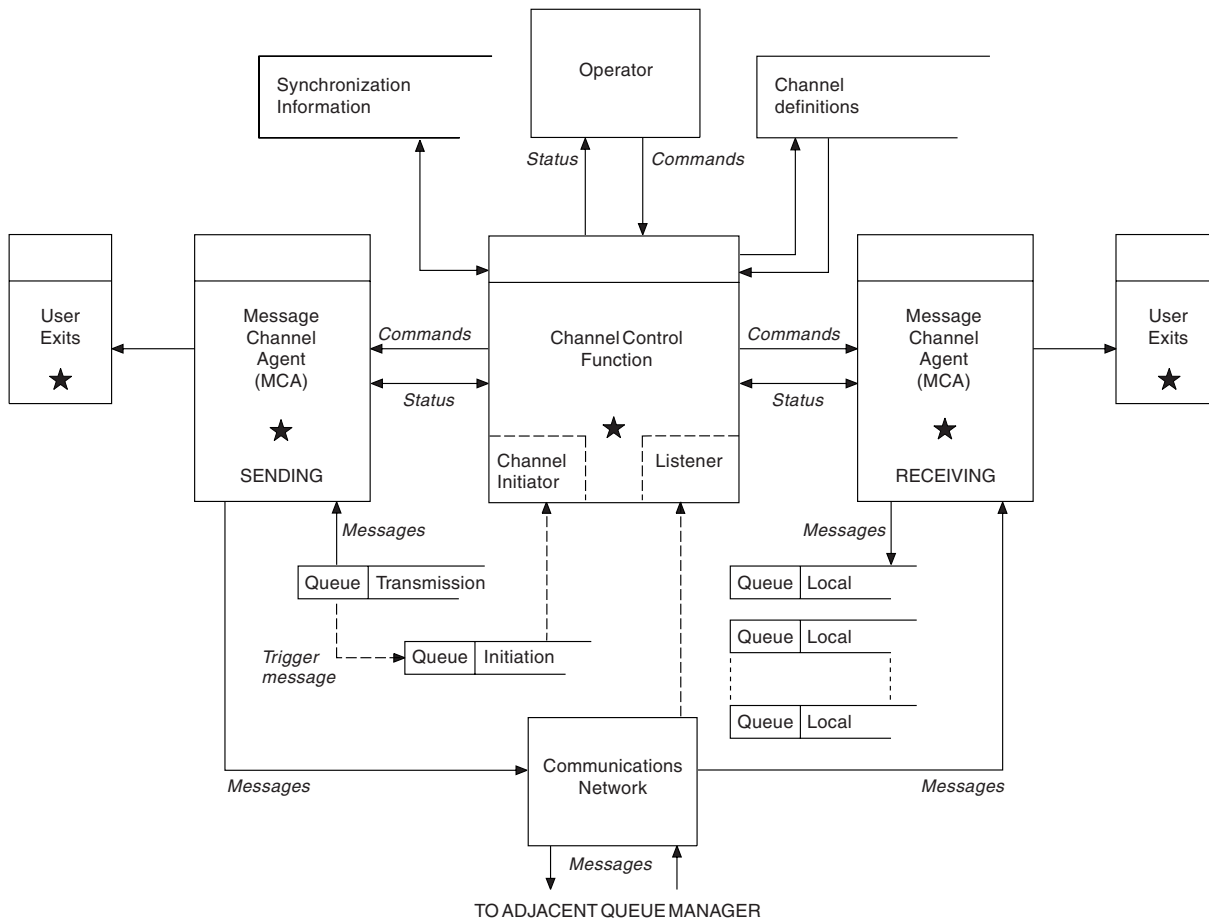 Operator
Synchronization
Information
Channel
definitions
Status
Commands
User
Exits
Message
Channel
Agent
(MCA)
SENDING
Commands
Status
Channel Control
Function
Channel
Initiator
Listener
Commands
Status
Message
Channel
Agent
(MCA)
RECEIVING
User
Exits
Messages
Messages
Queue Transmission
Queue Local
Trigger
message
Queue Initiation
Queue Local
Queue Local
Messages
Communications
Network
Messages
Messages
TO ADJACENT QUEUE MANAGER